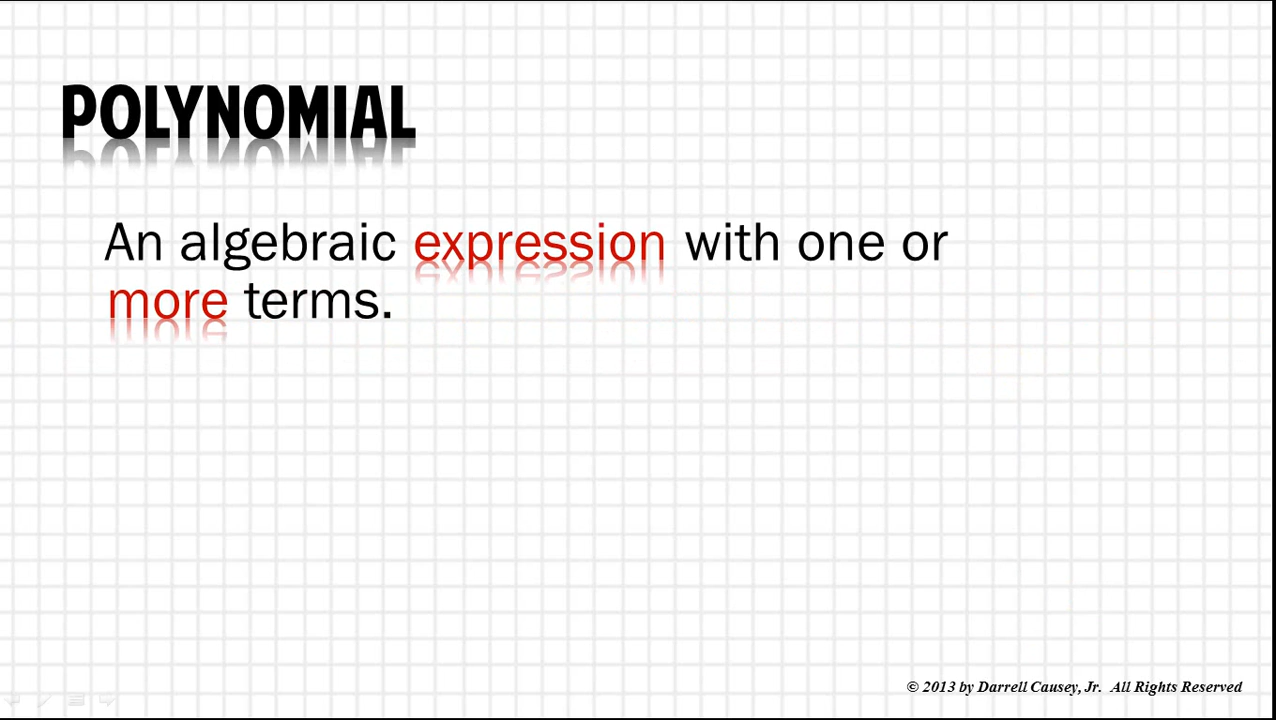 POLYNOMIAL
An algebraic expression with one or
more terms.
© 2013 by Darrell Causey, Jr.  All Rights Reserved